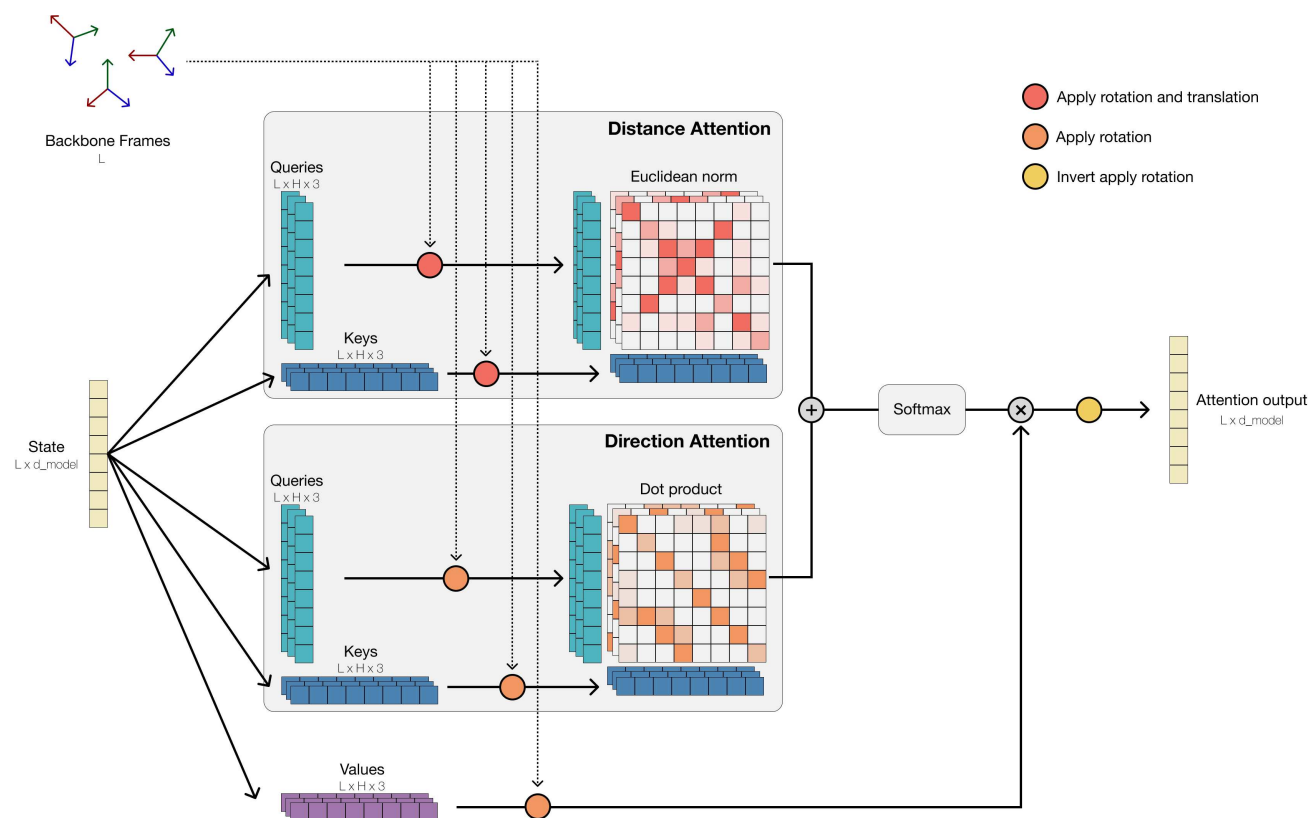 Backbone Frames
L
Apply rotation and translation
Apply rotation
Invert apply rotation
Distance Attention
Queries
L x H x 3
Euclidean norm
Keys
L x H x 3
State
L x d_model
Direction Attention
Queries
L x H x 3
Dot product
Keys
L x H x 3
Values
L x H x 3
+
Softmax
×
Attention output
L x d_model